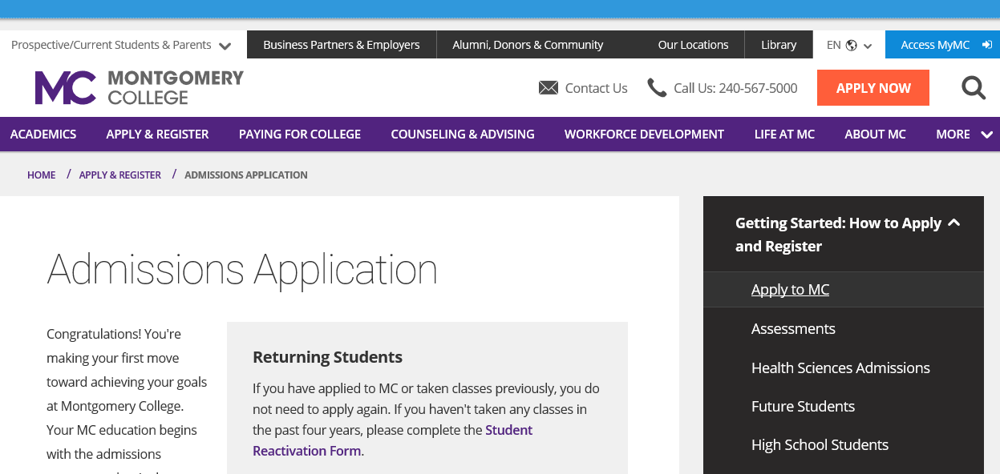 Prospective/Current Students & Parents
Business Partners & Employers
Alumni, Donors & Community
Our Locations
Library
EN
Access MyMC
MC MONTGOMERY
COLLEGE
Contact Us
Call Us: 240-567-5000
APPLY NOW
ACADEMICS
APPLY & REGISTER
PAYING FOR COLLEGE
COUNSELING & ADVISING
WORKFORCE DEVELOPMENT
LIFE AT MC
ABOUT MC
MORE
HOME / APPLY & REGISTER / ADMISSIONS APPLICATION
Admissions Application
Congratulations! You're
making your first move
toward achieving your goals
at Montgomery College.
Your MC education begins
with the admissions
Returning Students
If you have applied to MC or taken classes previously, you do
not need to apply again. If you haven't taken any classes in
the past four years, please complete the Student
Reactivation Form.
Getting Started: How to Apply
and Register
Apply to MC
Assessments
Health Sciences Admissions
Future Students
High School Students